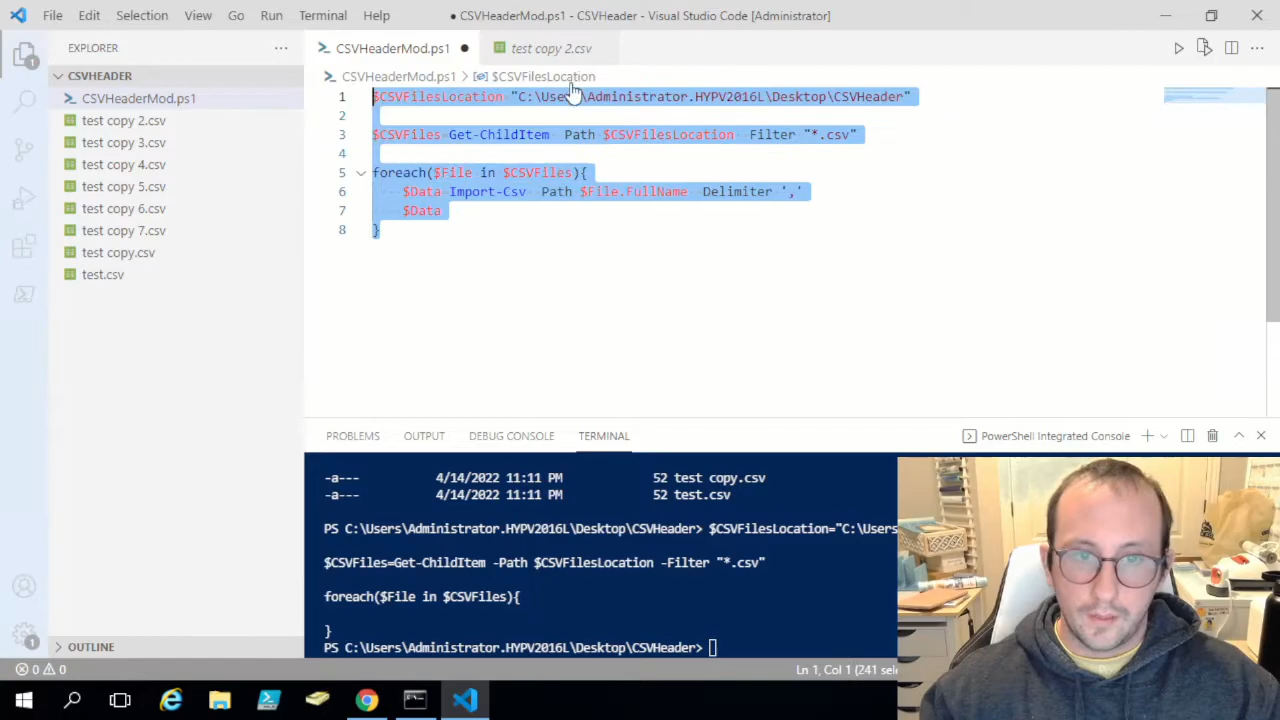 File Edit Selection View Go Run Terminal Help
● CSVHeaderMod.ps1 - CSVHeader - Visual Studio Code [Administrator]
EXPLORER
CSVHeaderMod.ps1 ●
test copy 2.csv
CSVHEADER
CSVHeaderMod.ps1
test copy 2.csv
test copy 3.csv
test copy 4.csv
test copy 5.csv
test copy 6.csv
test copy 7.csv
test copy.csv
test.csv
OUTLINE
CSVHeaderMod.ps1 > $CSVFilesLocation
1 $CSVFilesLocation "C:\Users\Administrator.HYPV2016L\Desktop\CSVHeader"
2
3 $CSVFiles Get-ChildItem Path $CSVFilesLocation Filter "*.csv"
4
5 foreach($File in $CSVFiles){
6 $Data Import-Csv Path $File.FullName Delimiter ','
7 $Data
8 }
PROBLEMS OUTPUT DEBUG CONSOLE TERMINAL
PowerShell Integrated Console
-a--- 4/14/2022 11:11 PM 52 test copy.csv
-a--- 4/14/2022 11:11 PM 52 test.csv
PS C:\Users\Administrator.HYPV2016L\Desktop\CSVHeader> $CSVFilesLocation="C:\Users
$CSVFiles=Get-ChildItem -Path $CSVFilesLocation -Filter "*.csv"
foreach($File in $CSVFiles){
}
PS C:\Users\Administrator.HYPV2016L\Desktop\CSVHeader>
0 0
Ln 1, Col 1 (241 sele